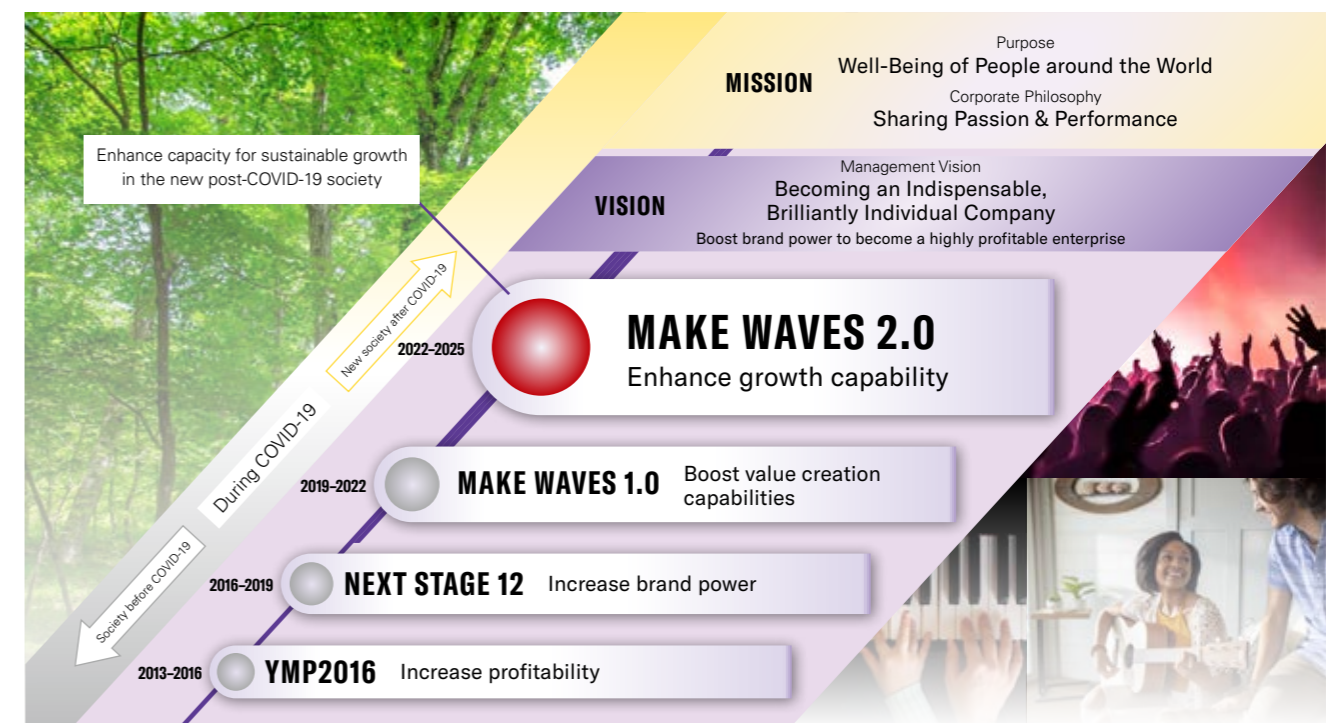 Purpose
MISSION
Well-Being of People around the World
Corporate Philosophy
Sharing Passion & Performance
Enhance capacity for sustainable growth
in the new post-COVID-19 society
Management Vision
VISION
Becoming an Indispensable,
Brilliantly Individual Company
Boost brand power to become a highly profitable enterprise
New society after COVID-19
2022–2025
MAKE WAVES 2.0
Enhance growth capability
During COVID-19
2019–2022
MAKE WAVES 1.0
Boost value creation
capabilities
Society before COVID-19
2016–2019
NEXT STAGE 12
Increase brand power
2013–2016
YMP2016
Increase profitability